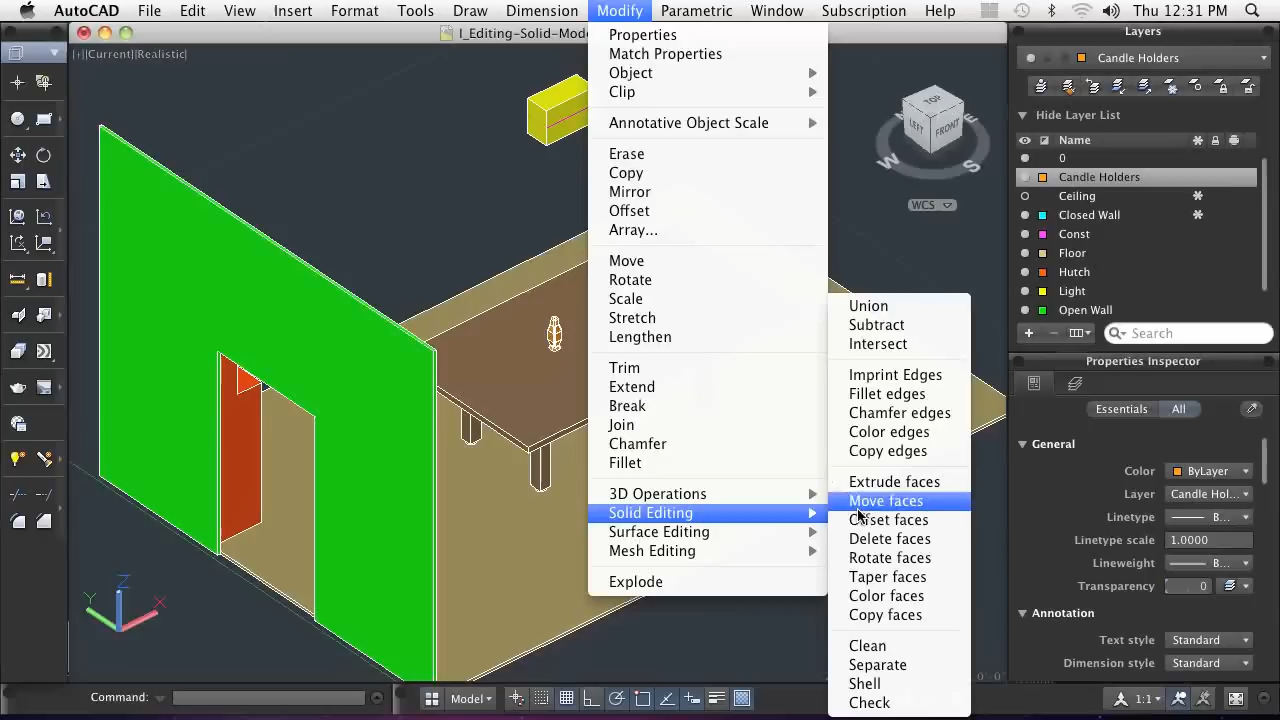 AutoCAD File Edit View Insert Format Tools Draw Dimension Modify Parametric Window Subscription Help Thu 12:31 PM
I_Editing-Solid-Mode
[+][Current][Realistic]
TOP
LEFT
FRONT
W
S
WCS
Properties
Match Properties
Object
Clip
Annotative Object Scale
Erase
Copy
Mirror
Offset
Array...
Move
Rotate
Scale
Stretch
Lengthen
Trim
Extend
Break
Join
Chamfer
Fillet
3D Operations
Solid Editing
Surface Editing
Mesh Editing
Explode
Union
Subtract
Intersect
Imprint Edges
Fillet edges
Chamfer edges
Color edges
Copy edges
Extrude faces
Move faces
Offset faces
Delete faces
Rotate faces
Taper faces
Color faces
Copy faces
Clean
Separate
Shell
Check
Layers
Candle Holders
Hide Layer List
Name
0
Candle Holders
Ceiling
Closed Wall
Const
Floor
Hutch
Light
Open Wall
Search
Properties Inspector
Essentials All
General
Color ByLayer
Layer Candle Hol...
Linetype B...
Linetype scale 1.0000
Lineweight B...
Transparency 0
Annotation
Text style Standard
Dimension style Standard
Z
Y
X
Command:
Model
1:1